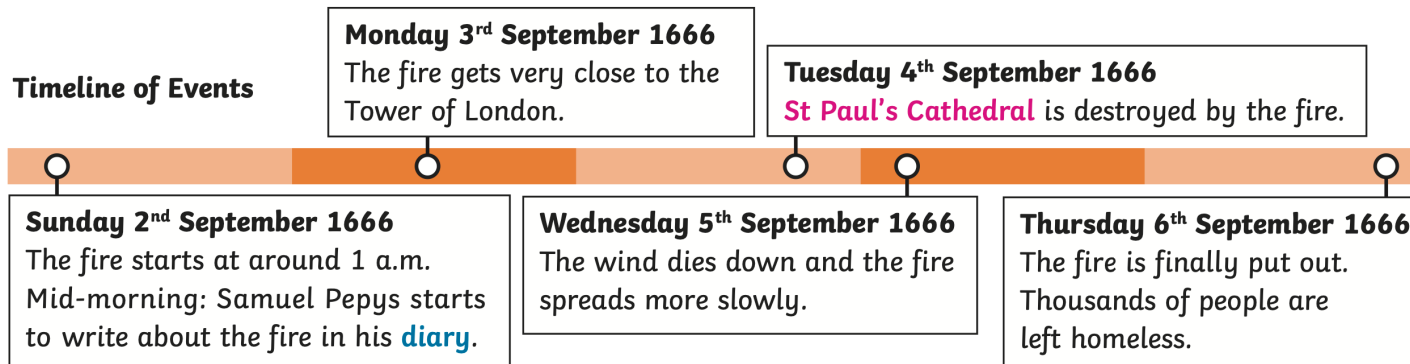 Timeline of Events
Sunday 2nd September 1666
The fire starts at around 1 a.m.
Mid-morning: Samuel Pepys starts
to write about the fire in his diary.
Monday 3rd September 1666
The fire gets very close to the
Tower of London.
Tuesday 4th September 1666
St Paul's Cathedral is destroyed by the fire.
Wednesday 5th September 1666
The wind dies down and the fire
spreads more slowly.
Thursday 6th September 1666
The fire is finally put out.
Thousands of people are
left homeless.